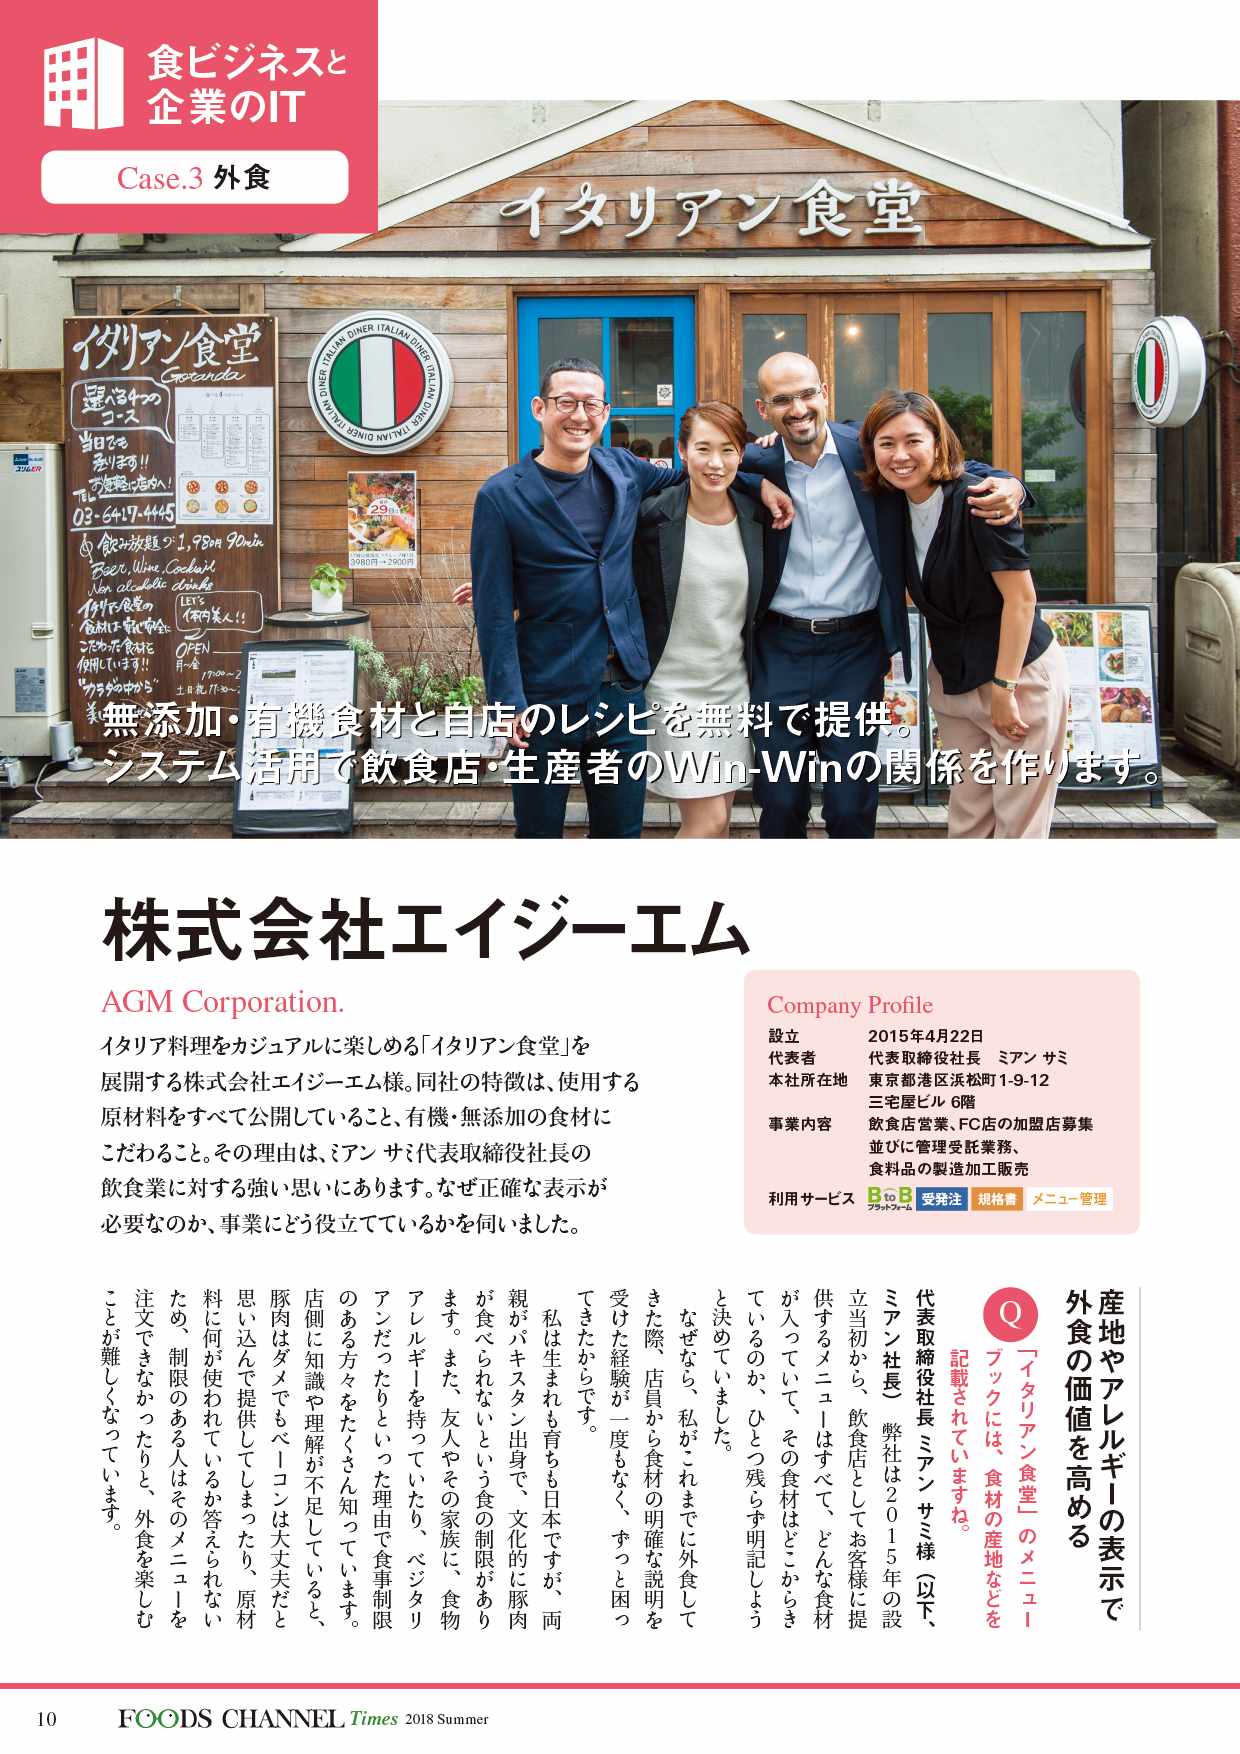 食ビジネスと
企業のIT
Case.3 外食
イタリアン食堂
イタリアン食堂
Gotanda
選べる4つの
コース
当日でも
承ります!!
お気軽に店内へ!
TEL
03-6417-4445
飲み放題 1,980円 90min
Beer, Wine, Cocktail
Non alcoholic drinks
イタリアン食堂の
食材は安心安全に
こだわった食材を
使用しています!!
"カラダの中から"
LET'S
体内美人!!
OPEN
月〜金
17:00〜2
土日祝 11:30〜2
ITALIAN DINER ITALIAN DINER ITALIAN DINER ITALIAN DINER
29
3980円→2900円
無添加・有機食材と自店のレシピを無料で提供。
システム活用で飲食店・生産者のWin-Winの関係を作ります。
株式会社エイジーエム
AGM Corporation.
イタリア料理をカジュアルに楽しめる「イタリアン食堂」を
展開する株式会社エイジーエム様。同社の特徴は、使用する
原材料をすべて公開していること、有機・無添加の食材に
こだわること。その理由は、ミアン サミ代表取締役社長の
飲食業に対する強い思いにあります。なぜ正確な表示が
必要なのか、事業にどう役立てているかを伺いました。
Company Profile
設立 2015年4月22日
代表者 代表取締役社長 ミアン サミ
本社所在地 東京都港区浜松町1-9-12
三宅屋ビル 6階
事業内容 飲食店営業、FC店の加盟店募集
並びに管理受託業務、
食料品の製造加工販売
利用サービス BtoB プラットフォーム 受発注 規格書 メニュー管理
産地やアレルギーの表示で
外食の価値を高める
Q 「イタリアン食堂」のメニュー
ブックには、食材の産地などを
記載されていますね。
代表取締役社長 ミアン サミ様（以下、
ミアン社長） 弊社は2015年の設
立当初から、飲食店としてお客様に提
供するメニューはすべて、どんな食材
が入っていて、その食材はどこからき
ているのか、ひとつ残らず明記しよう
と決めていました。
なぜなら、私がこれまでに外食して
きた際、店員から食材の明確な説明を
受けた経験が一度もなく、ずっと困っ
てきたからです。
私は生まれも育ちも日本ですが、両
親がパキスタン出身で、文化的に豚肉
が食べられないという食の制限があり
ます。また、友人やその家族に、食物
アレルギーを持っていたり、ベジタリ
アンだったりといった理由で食事制限
のある方々をたくさん知っています。
店側に知識や理解が不足していると、
豚肉はダメでもベーコンは大丈夫だと
思い込んで提供してしまったり、原材
料に何が使われているか答えられない
ため、制限のある人はそのメニューを
注文できなかったりと、外食を楽しむ
ことが難しくなっています。
10
FOODS CHANNEL Times 2018 Summer